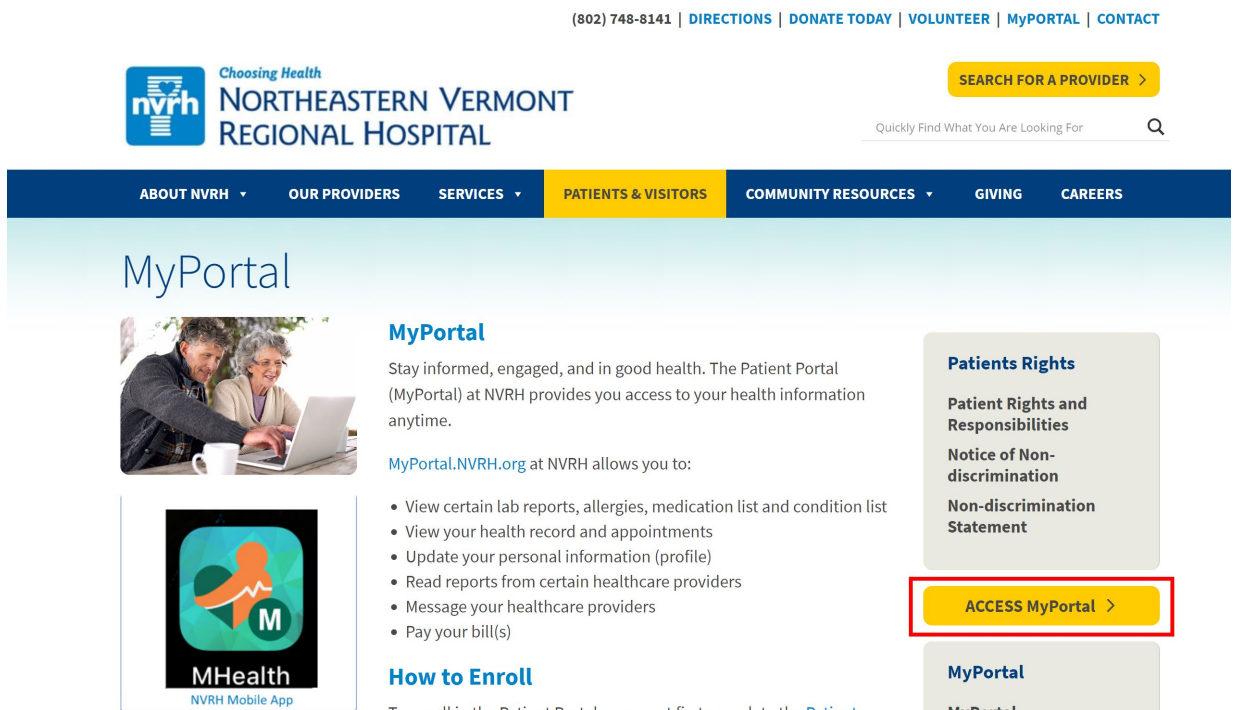 (802) 748-8141 | DIRECTIONS | DONATE TODAY | VOLUNTEER | MyPORTAL | CONTACT
Choosing Health
nvrh
NORTHEASTERN VERMONT
REGIONAL HOSPITAL
SEARCH FOR A PROVIDER >
Quickly Find What You Are Looking For
ABOUT NVRH ▾ OUR PROVIDERS SERVICES ▾ PATIENTS & VISITORS COMMUNITY RESOURCES ▾ GIVING CAREERS
MyPortal
MyPortal
Stay informed, engaged, and in good health. The Patient Portal
(MyPortal) at NVRH provides you access to your health information
anytime.
MyPortal.NVRH.org at NVRH allows you to:
• View certain lab reports, allergies, medication list and condition list
• View your health record and appointments
• Update your personal information (profile)
• Read reports from certain healthcare providers
• Message your healthcare providers
• Pay your bill(s)
How to Enroll
M
MHealth
NVRH Mobile App
Patients Rights
Patient Rights and
Responsibilities
Notice of Non-
discrimination
Non-discrimination
Statement
ACCESS MyPortal >
MyPortal
MyPortal